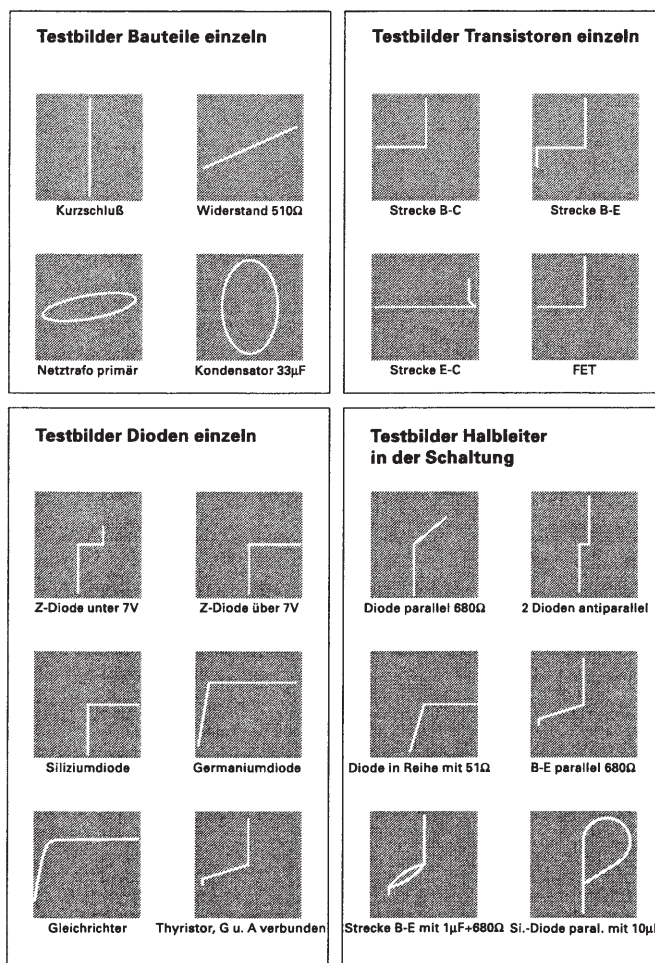 Testbilder Bauteile einzeln
Kurzschluß
Widerstand 510Ω
Netztrafo primär
Kondensator 33µF
Testbilder Transistoren einzeln
Strecke B-C
Strecke B-E
Strecke E-C
FET
Testbilder Dioden einzeln
Z-Diode unter 7V
Z-Diode über 7V
Siliziumdiode
Germaniumdiode
Gleichrichter
Thyristor, G u. A verbunden
Testbilder Halbleiter
in der Schaltung
Diode parallel 680Ω
2 Dioden antiparallel
Diode in Reihe mit 51Ω
B-E parallel 680Ω
Strecke B-E mit 1µF+680Ω
Si.-Diode paral. mit 10µF